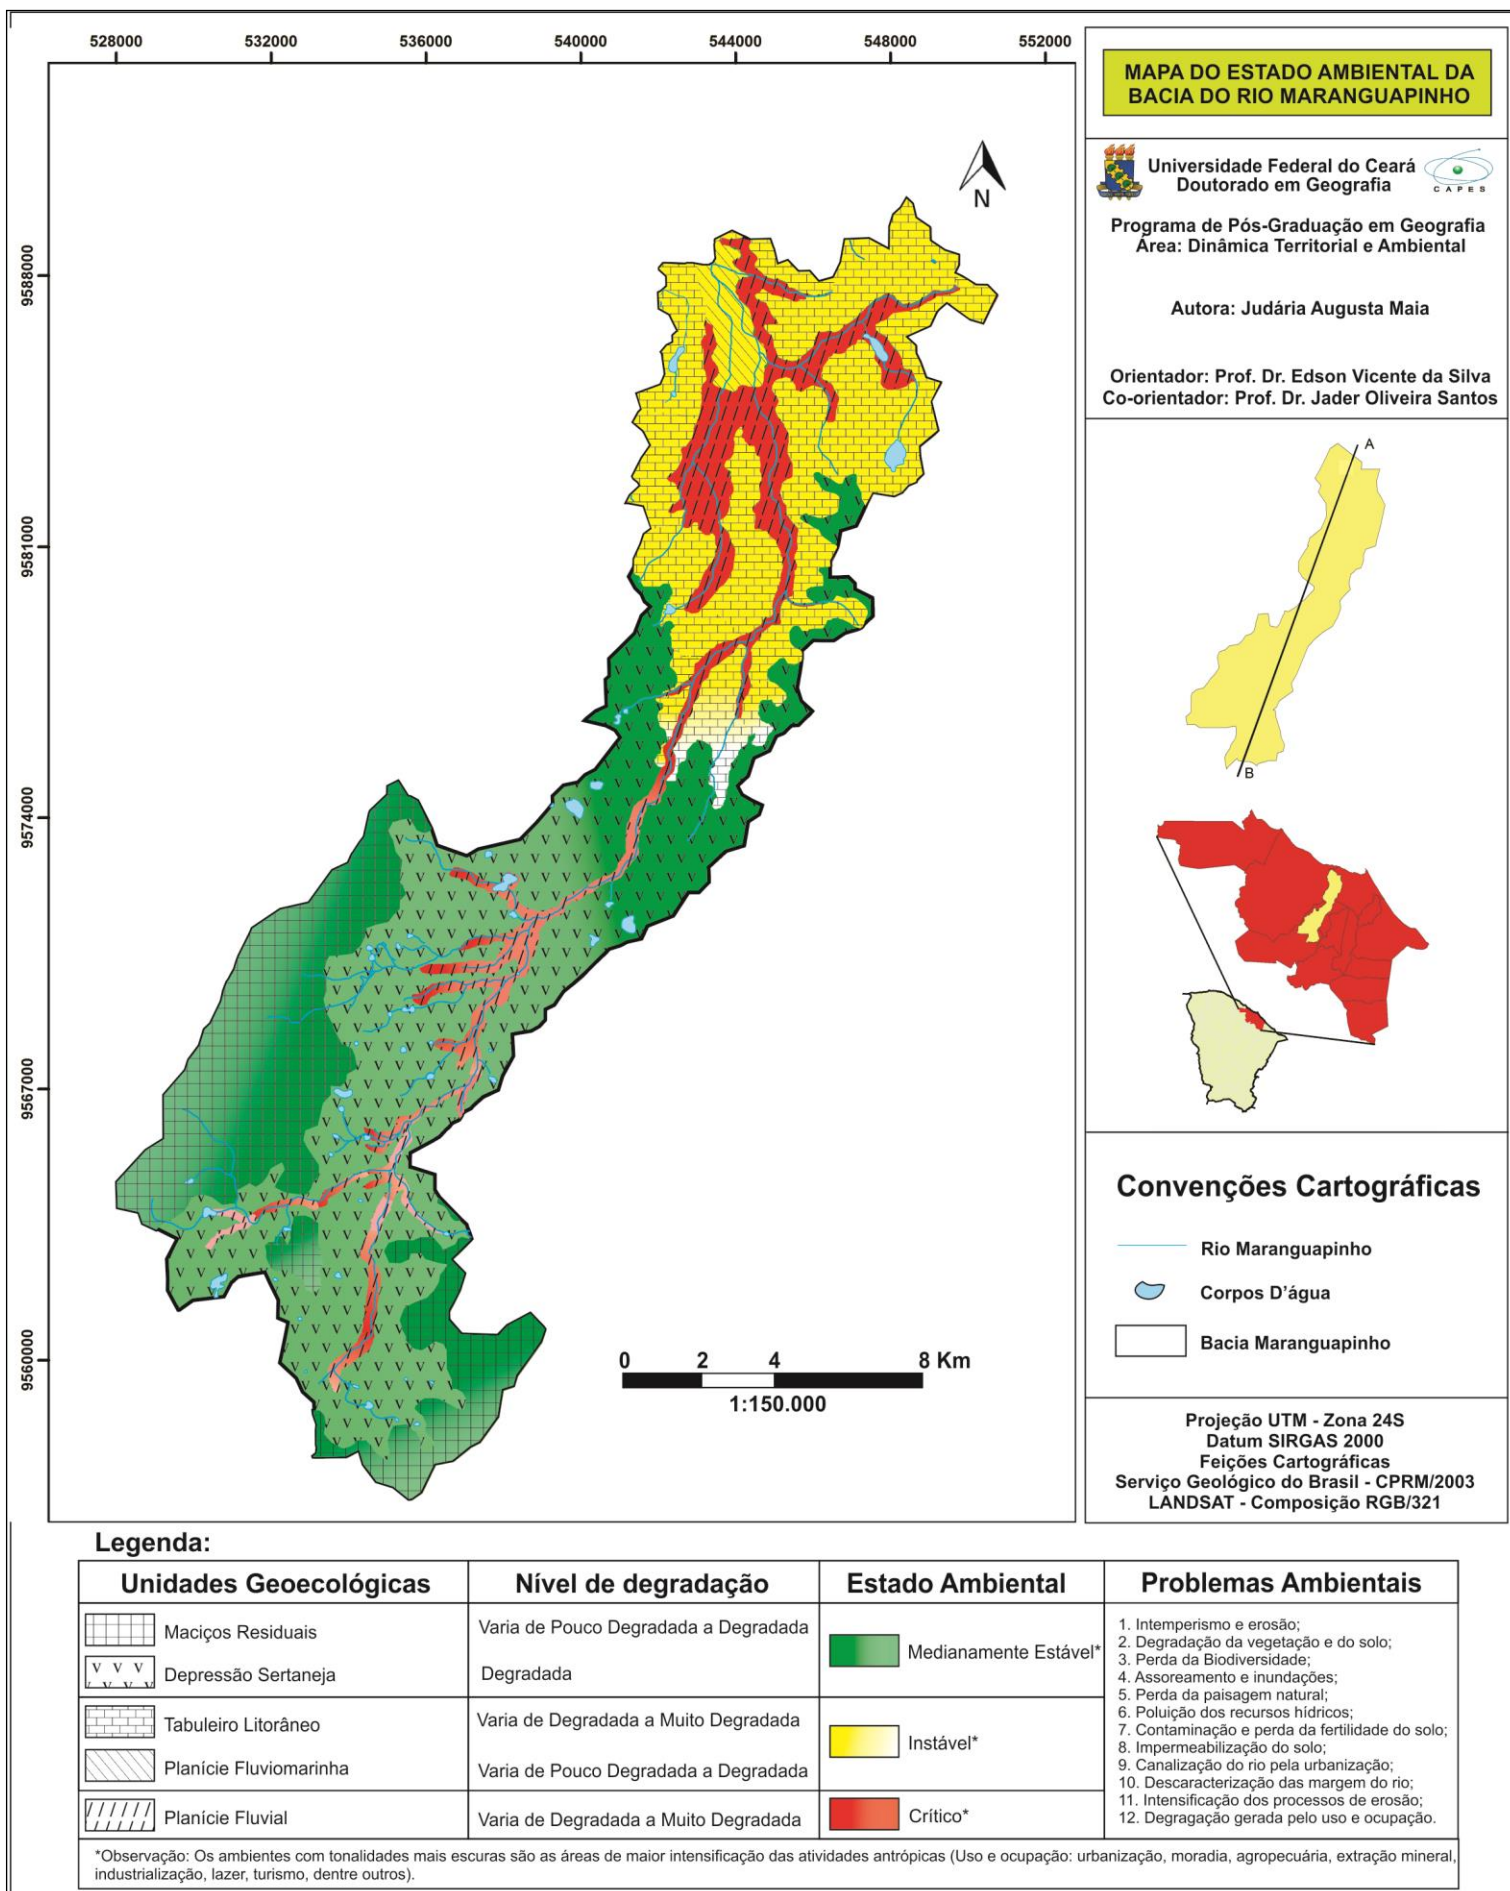 528000
532000
536000
540000
544000
548000
552000
9588000
9581000
9574000
9567000
9560000
N
0
2
4
8 Km
1:150.000
MAPA DO ESTADO AMBIENTAL DA
BACIA DO RIO MARANGUAPINHO
Universidade Federal do Ceará
Doutorado em Geografia
CAPES
Programa de Pós-Graduação em Geografia
Área: Dinâmica Territorial e Ambiental
Autora: Judária Augusta Maia
Orientador: Prof. Dr. Edson Vicente da Silva
Co-orientador: Prof. Dr. Jader Oliveira Santos
A
B
Convenções Cartográficas
Rio Maranguapinho
Corpos D'água
Bacia Maranguapinho
Projeção UTM - Zona 24S
Datum SIRGAS 2000
Feições Cartográficas
Serviço Geológico do Brasil - CPRM/2003
LANDSAT - Composição RGB/321
Legenda:
Unidades Geoecológicas
Nível de degradação
Estado Ambiental
Problemas Ambientais
Maciços Residuais
Varia de Pouco Degradada a Degradada
Depressão Sertaneja
Degradada
Medianamente Estável*
Tabuleiro Litorâneo
Varia de Degradada a Muito Degradada
Planície Fluviomarinha
Varia de Pouco Degradada a Degradada
Instável*
Planície Fluvial
Varia de Degradada a Muito Degradada
Crítico*
1. Intemperismo e erosão;
2. Degradação da vegetação e do solo;
3. Perda da Biodiversidade;
4. Assoreamento e inundações;
5. Perda da paisagem natural;
6. Poluição dos recursos hídricos;
7. Contaminação e perda da fertilidade do solo;
8. Impermeabilização do solo;
9. Canalização do rio pela urbanização;
10. Descaracterização das margem do rio;
11. Intensificação dos processos de erosão;
12. Degragação gerada pelo uso e ocupação.
*Observação: Os ambientes com tonalidades mais escuras são as áreas de maior intensificação das atividades antrópicas (Uso e ocupação: urbanização, moradia, agropecuária, extração mineral,
industrialização, lazer, turismo, dentre outros).